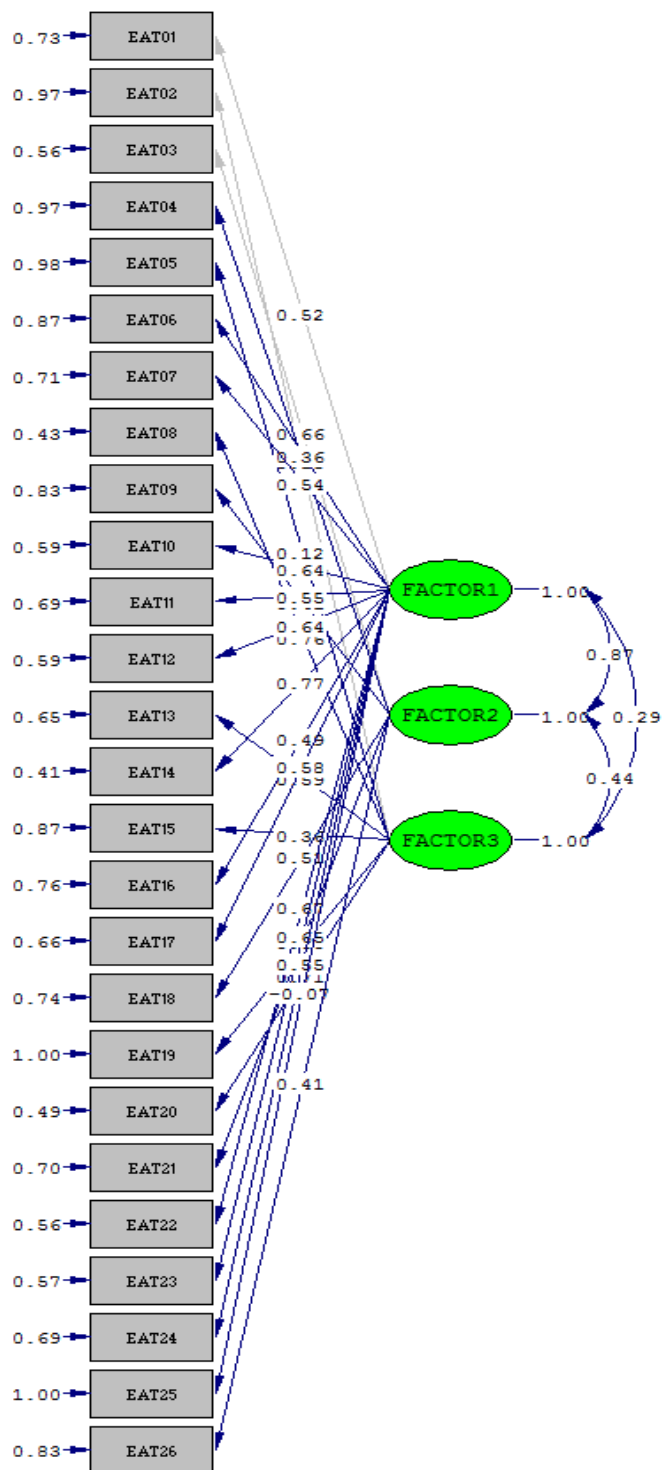 0.73 EAT01
0.97 EAT02
0.56 EAT03
0.97 EAT04
0.98 EAT05
0.87 EAT06
0.71 EAT07
0.43 EAT08
0.83 EAT09
0.59 EAT10
0.69 EAT11
0.59 EAT12
0.65 EAT13
0.41 EAT14
0.87 EAT15
0.76 EAT16
0.66 EAT17
0.74 EAT18
1.00 EAT19
0.49 EAT20
0.70 EAT21
0.56 EAT22
0.57 EAT23
0.69 EAT24
1.00 EAT25
0.83 EAT26
0.52
0.66
0.36
0.54
0.12
0.64
0.55
0.64
0.76
0.77
0.49
0.58
0.59
0.36
0.51
0.67
0.65
0.55
-0.07
0.41
FACTOR1 1.00
FACTOR2 1.00
FACTOR3 1.00
0.87
0.29
0.44